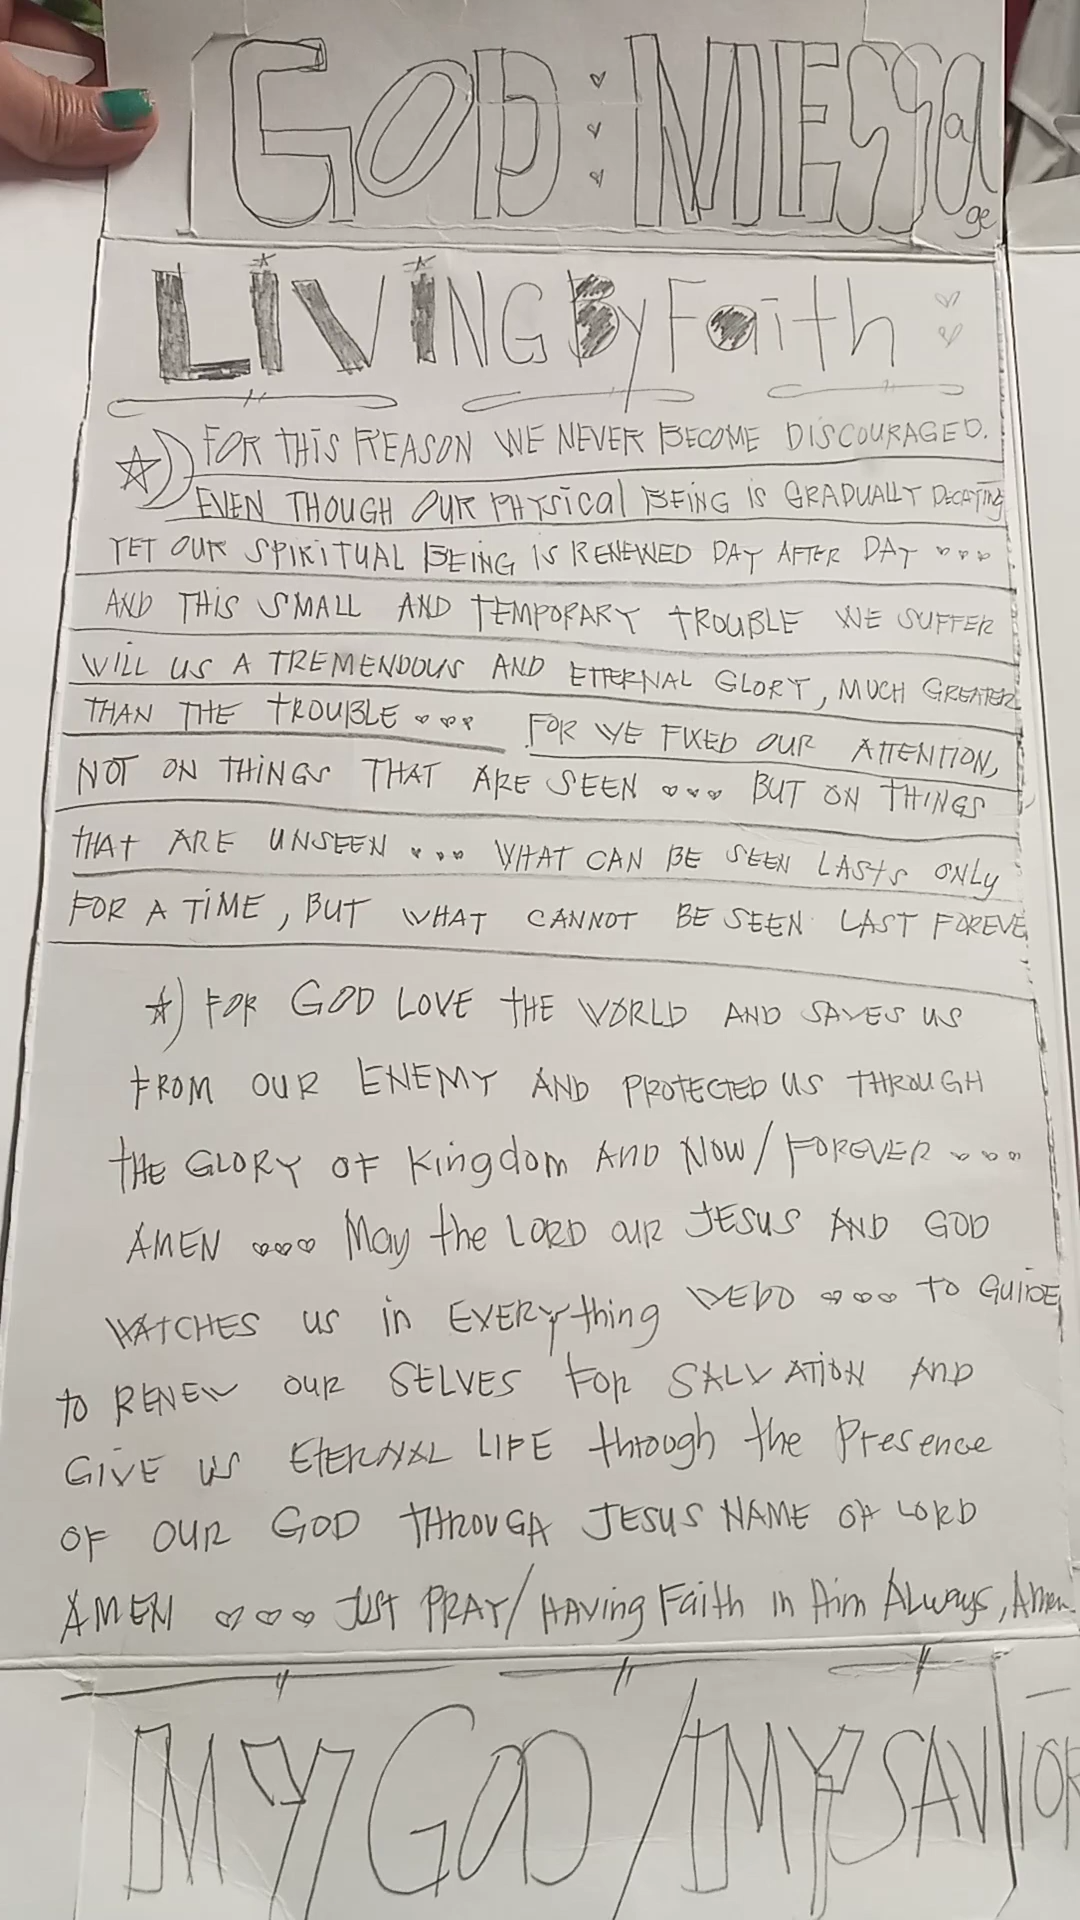 GOD: MESSage
LIVING By Faith
FOR THIS REASON WE NEVER BECOME DISCOURAGED.
EVEN THOUGH OUR PHYSical BEING IS GRADUALLY DECAYING
YET OUR SPIRITUAL BEING IS RENEWED DAY AFTER DAY
AND THIS SMALL AND TEMPORARY TROUBLE WE SUFFER
WILL US A TREMENDOUS AND ETERNAL GLORY, MUCH GREATER
THAN THE TROUBLE FOR WE FIXED OUR ATTENTION,
NOT ON THINGS THAT ARE SEEN BUT ON THINGS
THAT ARE UNSEEN WHAT CAN BE SEEN LASTS ONLY
FOR A TIME, BUT WHAT CANNOT BE SEEN LAST FOREVE
FOR GOD LOVE THE WORLD AND SAVES US
FROM OUR ENEMY AND PROTECTED US THROUGH
THE GLORY OF Kingdom AND NOW/FOREVER
AMEN May the LORD OUR JESUS AND GOD
WATCHES us in EVERYthing WEDO TO GUIDE
to RENEW OUR SELVES FOR SALVATION AND
GIVE US ETERNAL LIFE through the Presence
OF OUR GOD THROUGH JESUS NAME OF LORD
AMEN JUST PRAY/HAVINg Faith in Him Always, Amen
MY GOD/MY SAVIOR